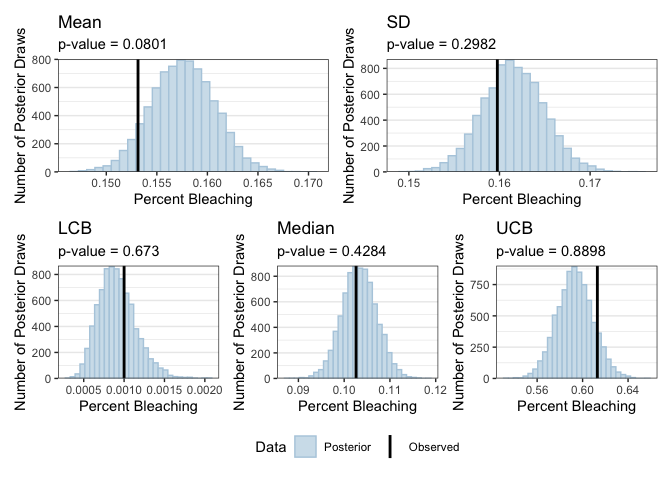 Mean
p-value = 0.0801
Number of Posterior Draws
800
600
400
200
0
0.150 0.155 0.160 0.165 0.170
Percent Bleaching
SD
p-value = 0.2982
Number of Posterior Draws
800
600
400
200
0
0.15 0.16 0.17
Percent Bleaching
LCB
p-value = 0.673
Number of Posterior Draws
800
600
400
200
0
0.0005 0.0010 0.0015 0.0020
Percent Bleaching
Median
p-value = 0.4284
Number of Posterior Draws
800
600
400
200
0
0.09 0.10 0.11 0.12
Percent Bleaching
UCB
p-value = 0.8898
Number of Posterior Draws
750
500
250
0
0.56 0.60 0.64
Percent Bleaching
Data Posterior Observed